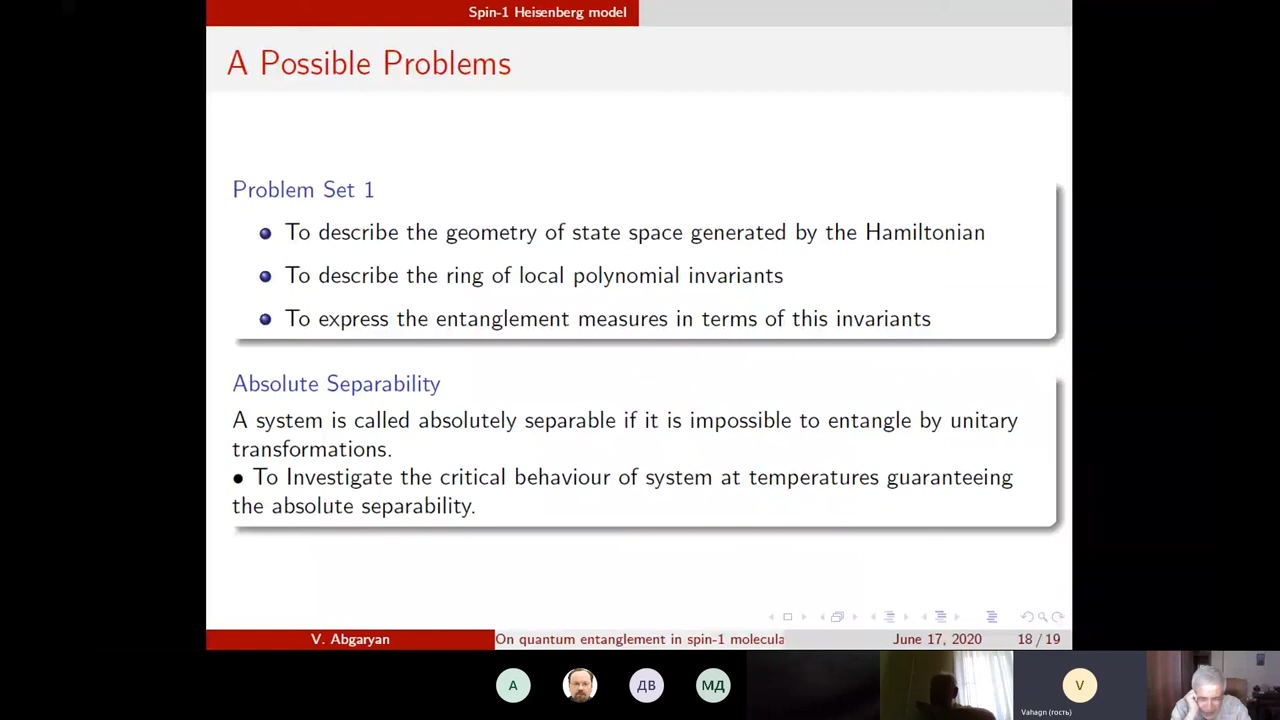 Spin-1 Heisenberg model
A Possible Problems
Problem Set 1
To describe the geometry of state space generated by the Hamiltonian
To describe the ring of local polynomial invariants
To express the entanglement measures in terms of this invariants
Absolute Separability
A system is called absolutely separable if it is impossible to entangle by unitary
transformations.
• To Investigate the critical behaviour of system at temperatures guaranteeing
the absolute separability.
V. Abgaryan
On quantum entanglement in spin-1 molecula
June 17, 2020
18 / 19
A
ДВ
МД
V
Vahagn (гость)